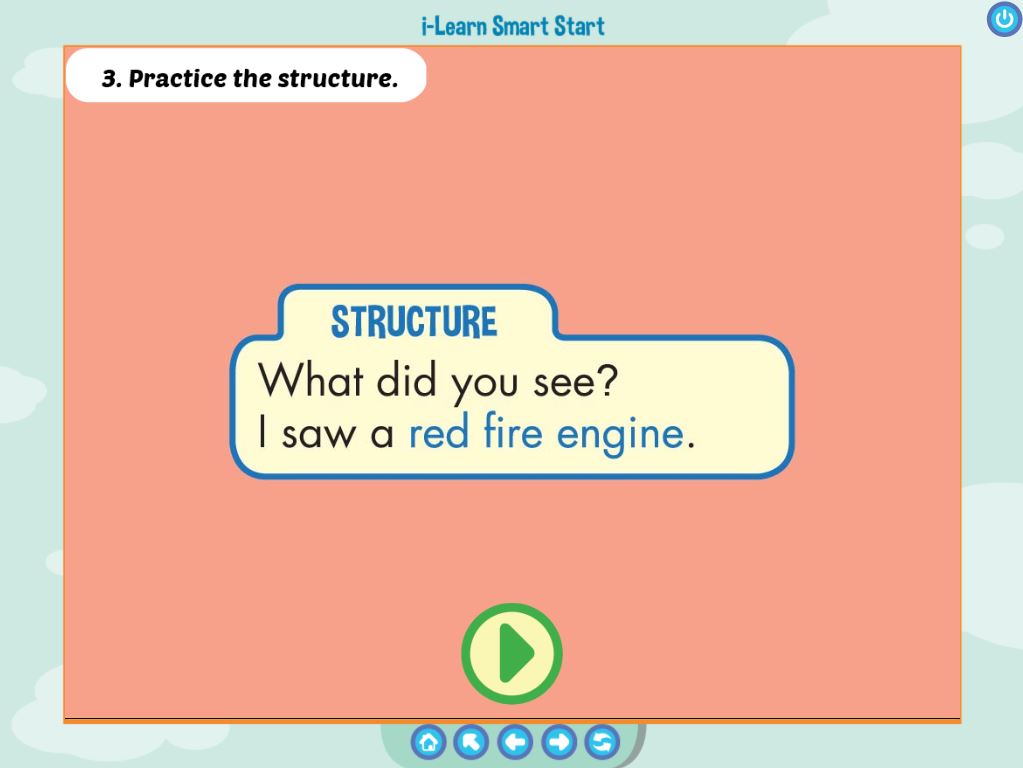 i-Learn Smart Start
3. Practice the structure.
STRUCTURE
What did you see?
I saw a red fire engine.